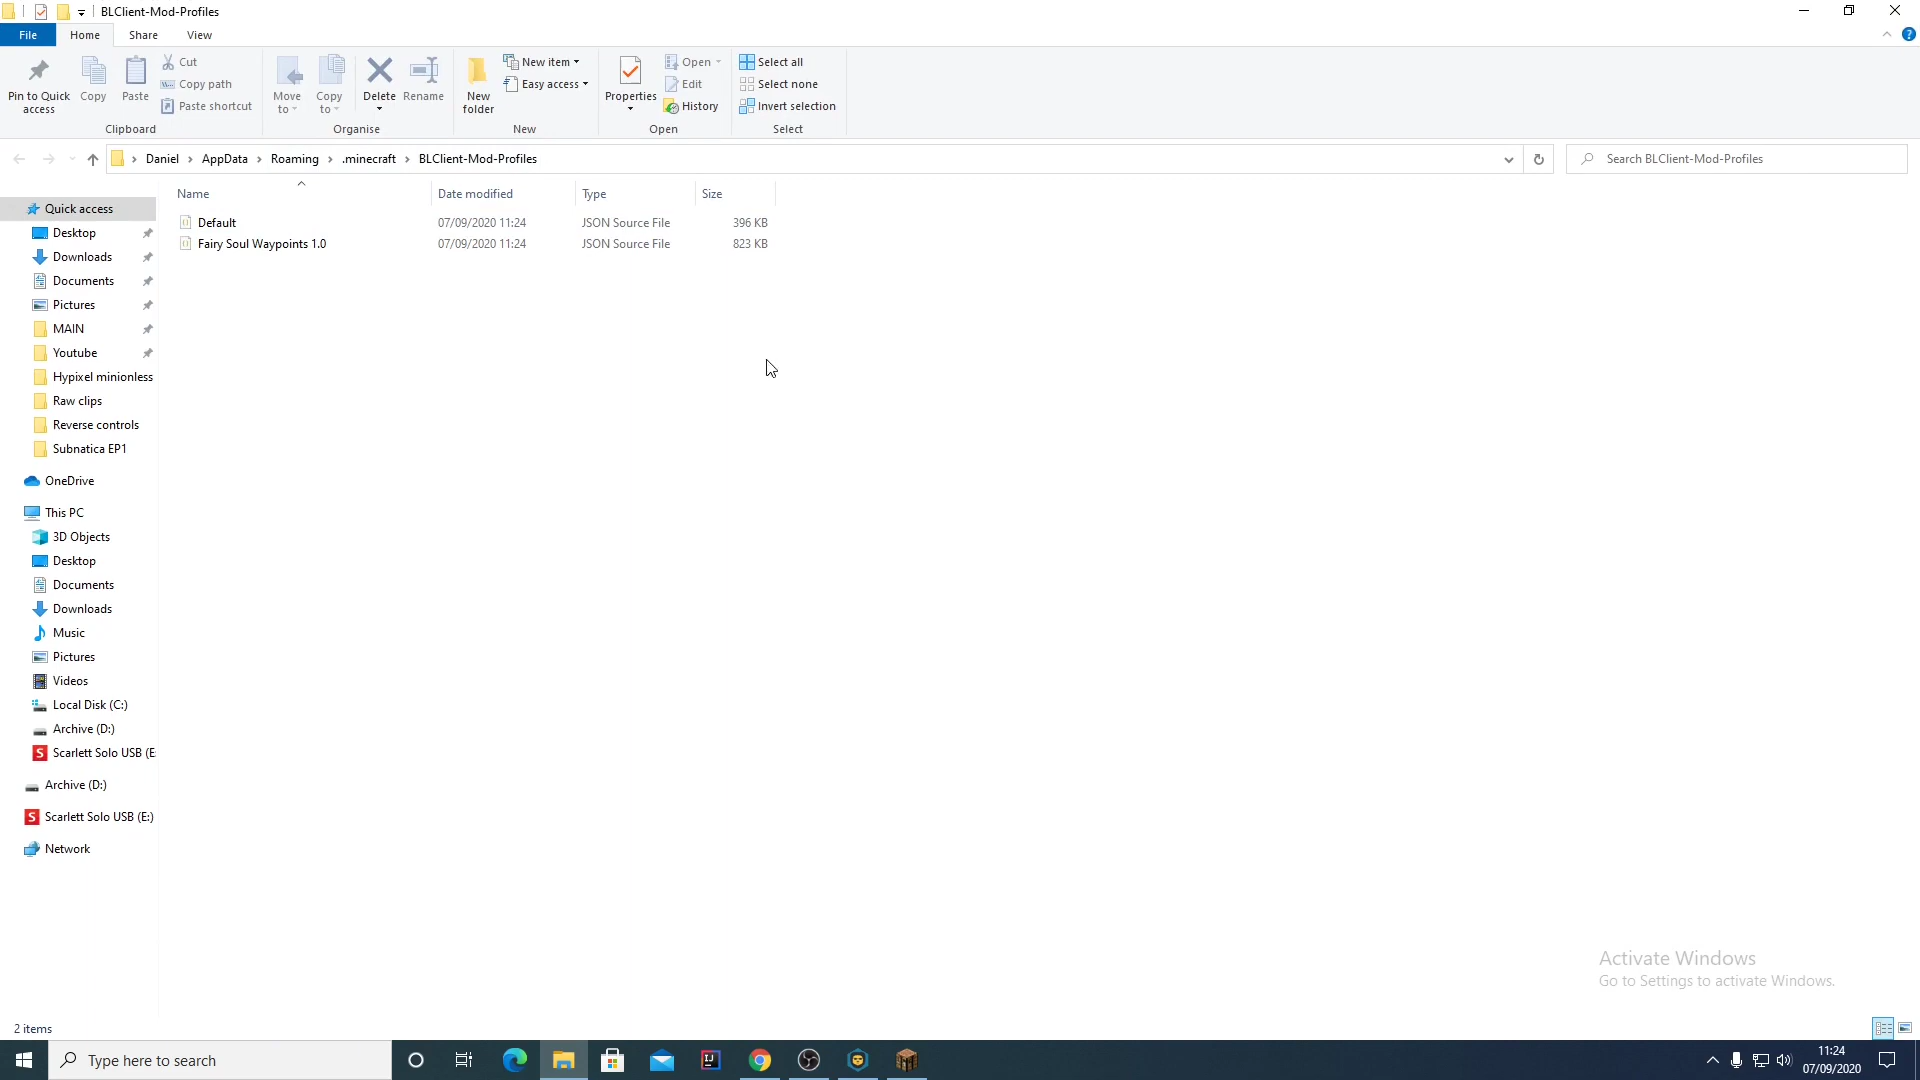 BLClient-Mod-Profiles
File Home Share View
Pin to Quick access
Copy
Paste
Cut
Copy path
Paste shortcut
Clipboard
Move to
Copy to
Delete
Rename
Organise
New folder
New item
Easy access
New
Properties
Open
Edit
History
Open
Select all
Select none
Invert selection
Select
Daniel > AppData > Roaming > .minecraft > BLClient-Mod-Profiles
Search BLClient-Mod-Profiles
Name Date modified Type Size
Default 07/09/2020 11:24 JSON Source File 396 KB
Fairy Soul Waypoints 1.0 07/09/2020 11:24 JSON Source File 823 KB
Quick access
Desktop
Downloads
Documents
Pictures
MAIN
Youtube
Hypixel minionless
Raw clips
Reverse controls
Subnatica EP1
OneDrive
This PC
3D Objects
Desktop
Documents
Downloads
Music
Pictures
Videos
Local Disk (C:)
Archive (D:)
Scarlett Solo USB (E:
Archive (D:)
Scarlett Solo USB (E:)
Network
Activate Windows
Go to Settings to activate Windows.
2 items
Type here to search
11:24
07/09/2020